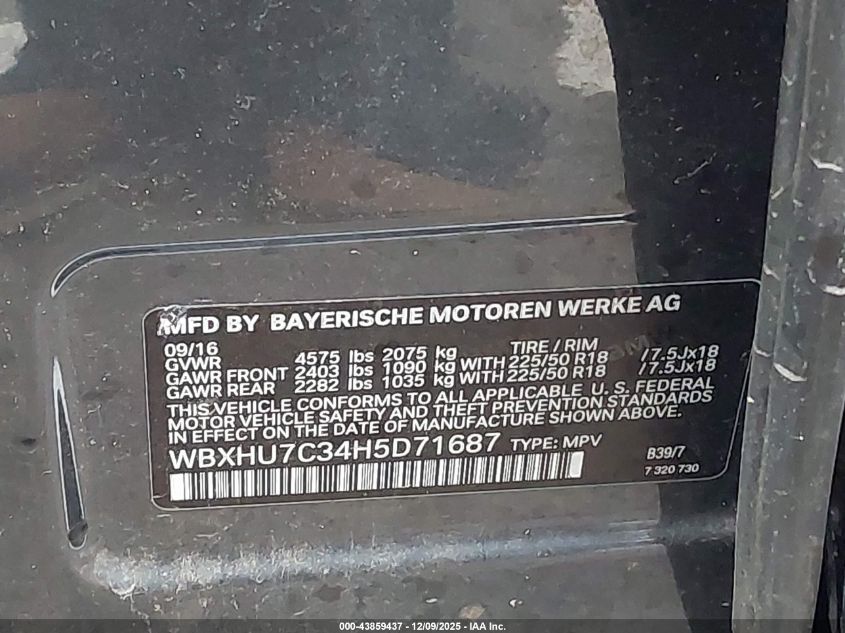 MFD BY BAYERISCHE MOTOREN WERKE AG
09/16 TIRE / RIM
GVWR 4575 lbs 2075 kg
GAWR FRONT 2403 lbs 1090 kg WITH 225/50 R18 /7.5Jx18
GAWR REAR 2282 lbs 1035 kg WITH 225/50 R18 /7.5Jx18
THIS VEHICLE CONFORMS TO ALL APPLICABLE U. S. FEDERAL
MOTOR VEHICLE SAFETY AND THEFT PREVENTION STANDARDS
IN EFFECT ON THE DATE OF MANUFACTURE SHOWN ABOVE.
WBXHU7C34H5D71687 TYPE: MPV B39/7
7 320 730
000-43859437 - 12/09/2025 - IAA Inc.